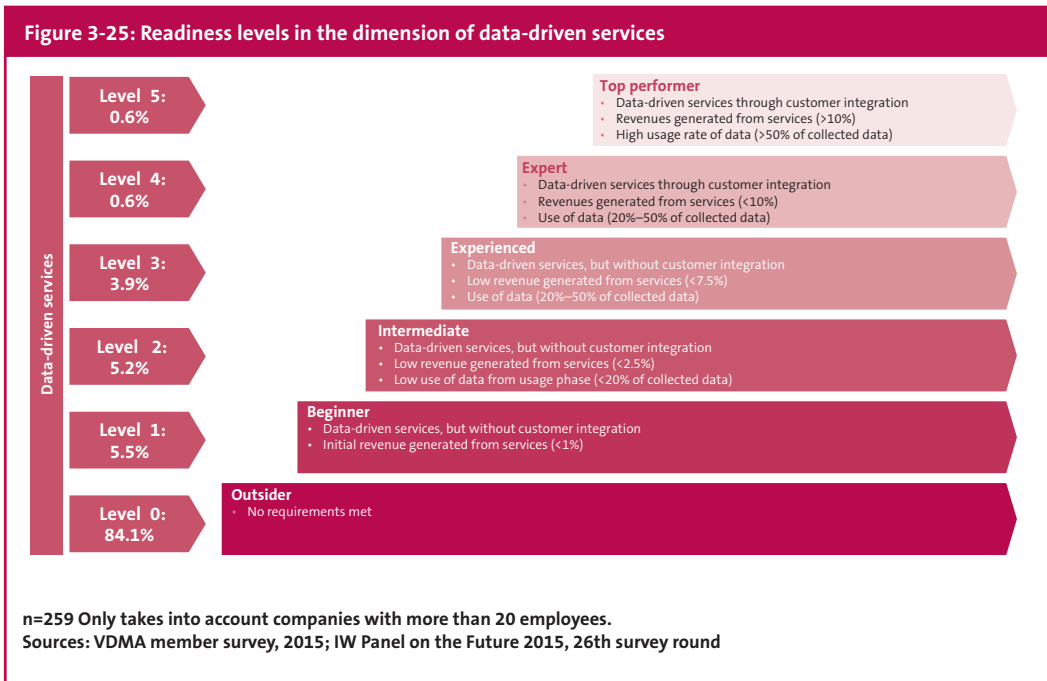 Figure 3-25: Readiness levels in the dimension of data-driven services
Data-driven services
Level 5:
0.6%
Top performer
• Data-driven services through customer integration
• Revenues generated from services (>10%)
• High usage rate of data (>50% of collected data)
Level 4:
0.6%
Expert
• Data-driven services through customer integration
• Revenues generated from services (<10%)
• Use of data (20%–50% of collected data)
Level 3:
3.9%
Experienced
• Data-driven services, but without customer integration
• Low revenue generated from services (<7.5%)
• Use of data (20%–50% of collected data)
Level 2:
5.2%
Intermediate
• Data-driven services, but without customer integration
• Low revenue generated from services (<2.5%)
• Low use of data from usage phase (<20% of collected data)
Level 1:
5.5%
Beginner
• Data-driven services, but without customer integration
• Initial revenue generated from services (<1%)
Level 0:
84.1%
Outsider
• No requirements met
n=259 Only takes into account companies with more than 20 employees.
Sources: VDMA member survey, 2015; IW Panel on the Future 2015, 26th survey round